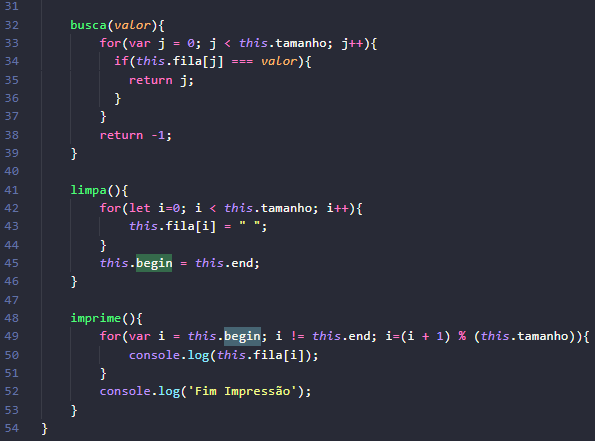 31
32 busca(valor){
33 for(var j = 0; j < this.tamanho; j++){
34 if(this.fila[j] === valor){
35 return j;
36 }
37 }
38 return -1;
39 }
40
41 limpa(){
42 for(let i=0; i < this.tamanho; i++){
43 this.fila[i] = " ";
44 }
45 this.begin = this.end;
46 }
47
48 imprime(){
49 for(var i = this.begin; i != this.end; i=(i + 1) % (this.tamanho)){
50 console.log(this.fila[i]);
51 }
52 console.log('Fim Impressão');
53 }
54 }